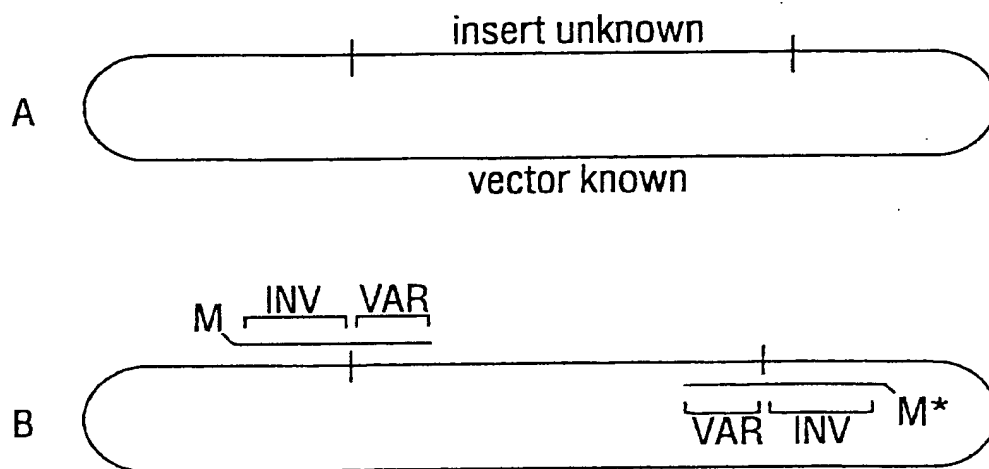 insert unknown
A
vector known
INV VAR
M
M*
VAR INV
B